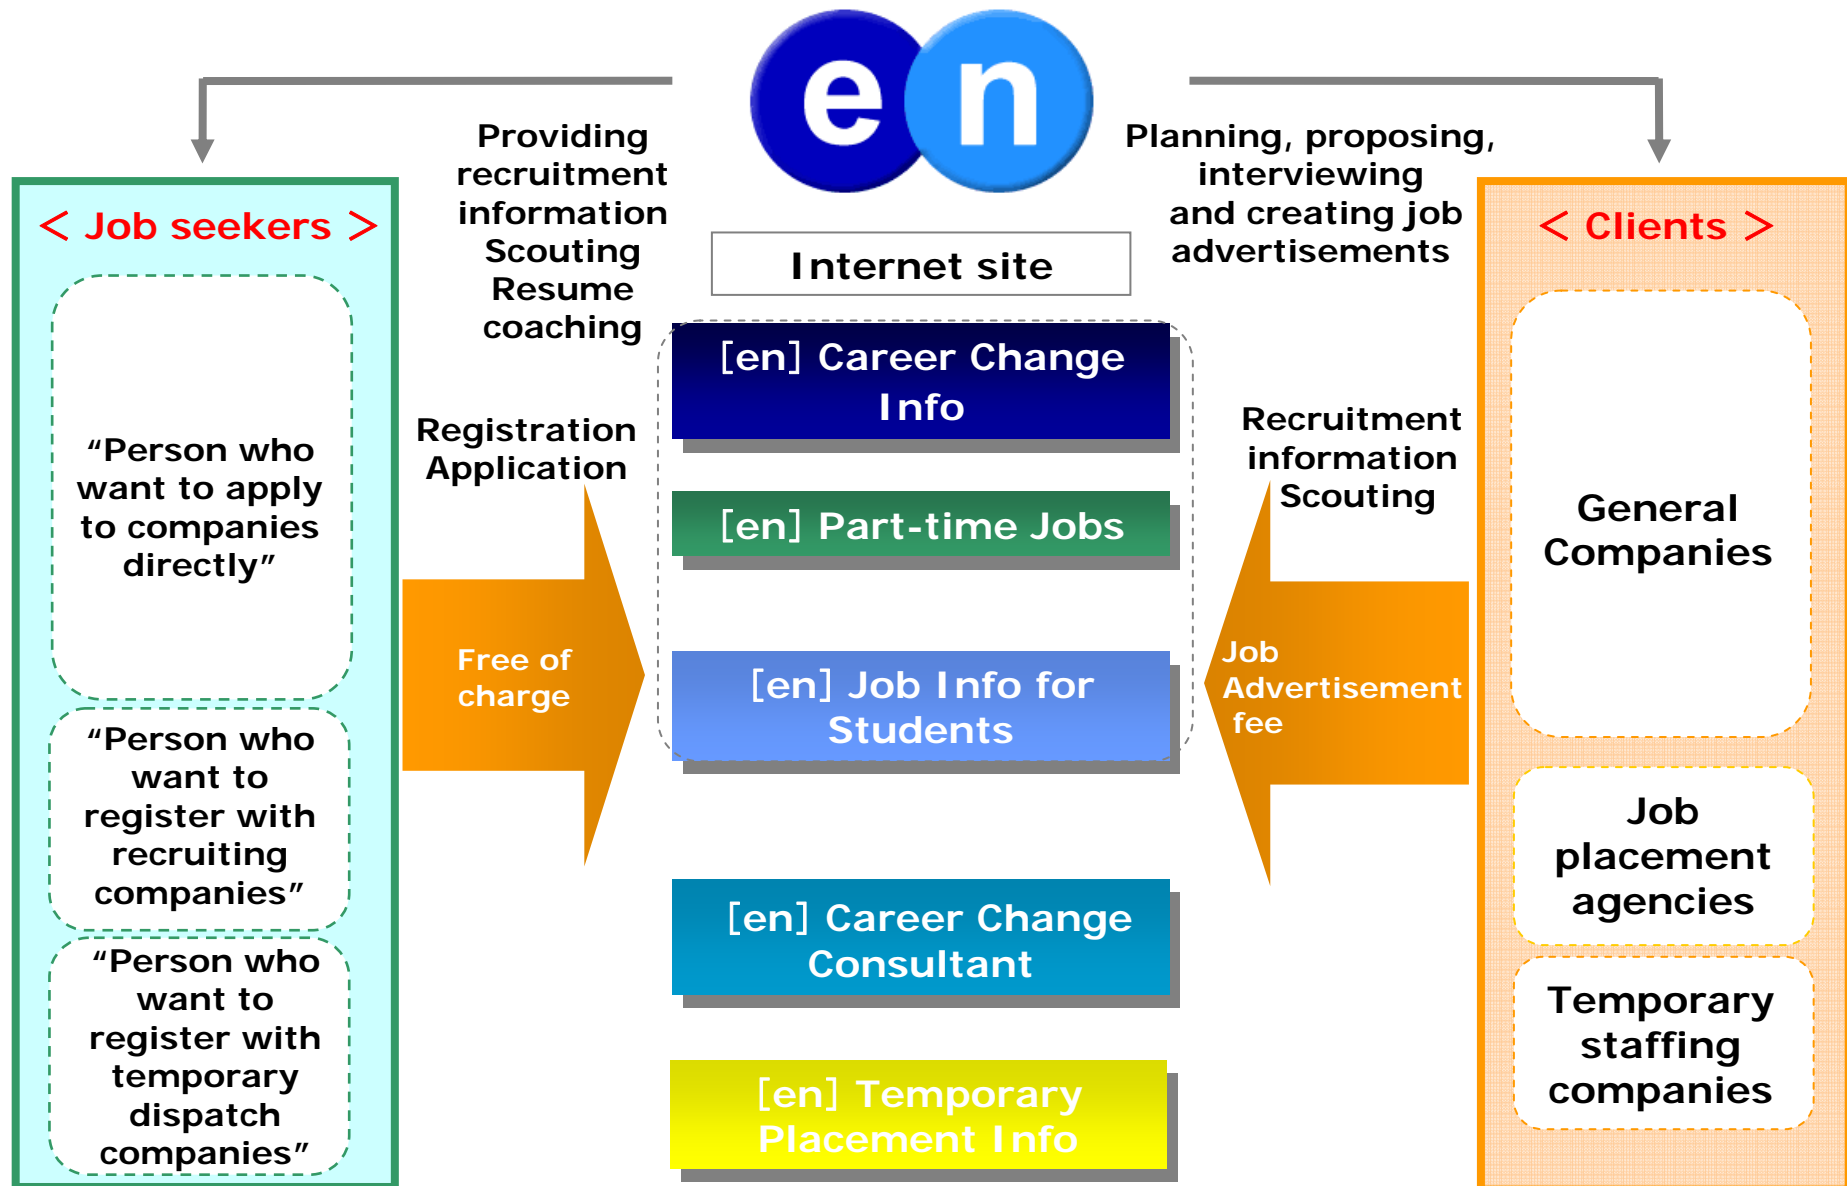 en
Providing
recruitment
information
Scouting
Resume
coaching
Planning, proposing,
interviewing
and creating job
advertisements
< Job seekers >
“Person who
want to apply
to companies
directly”
“Person who
want to
register with
recruiting
companies”
“Person who
want to
register with
temporary
dispatch
companies”
Registration
Application
Free of
charge
Internet site
[en] Career Change
Info
[en] Part-time Jobs
[en] Job Info for
Students
[en] Career Change
Consultant
[en] Temporary
Placement Info
Recruitment
information
Scouting
Job
Advertisement
fee
< Clients >
General
Companies
Job
placement
agencies
Temporary
staffing
companies